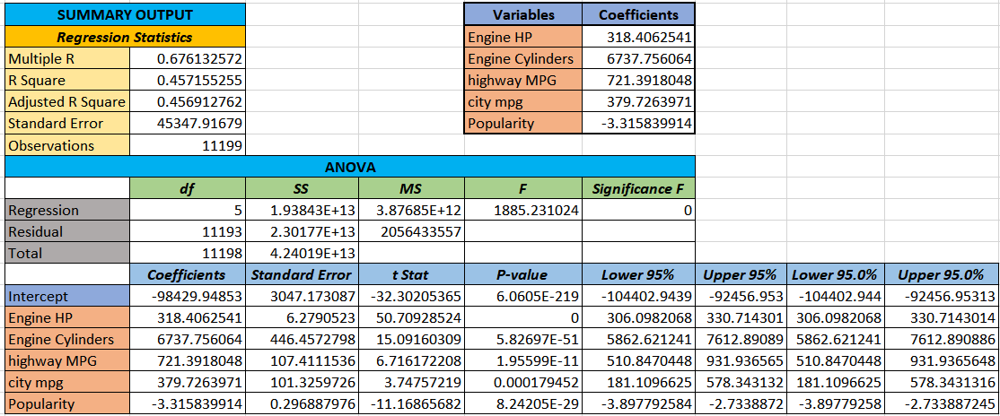 SUMMARY OUTPUT Variables Coefficients
Regression Statistics Engine HP 318.4062541
Multiple R 0.676132572 Engine Cylinders 6737.756064
R Square 0.457155255 highway MPG 721.3918048
Adjusted R Square 0.456912762 city mpg 379.7263971
Standard Error 45347.91679 Popularity -3.315839914
Observations 11199
ANOVA
df SS MS F Significance F
Regression 5 1.93843E+13 3.87685E+12 1885.231024 0
Residual 11193 2.30177E+13 2056433557
Total 11198 4.24019E+13
Coefficients Standard Error t Stat P-value Lower 95% Upper 95% Lower 95.0% Upper 95.0%
Intercept -98429.94853 3047.173087 -32.30205365 6.0605E-219 -104402.9439 -92456.953 -104402.944 -92456.95313
Engine HP 318.4062541 6.2790523 50.70928524 0 306.0982068 330.714301 306.0982068 330.7143014
Engine Cylinders 6737.756064 446.4572798 15.09160309 5.82697E-51 5862.621241 7612.89089 5862.621241 7612.890886
highway MPG 721.3918048 107.4111536 6.716172208 1.95599E-11 510.8470448 931.936565 510.8470448 931.9365648
city mpg 379.7263971 101.3259726 3.74757219 0.000179452 181.1096625 578.343132 181.1096625 578.3431316
Popularity -3.315839914 0.296887976 -11.16865682 8.24205E-29 -3.897792584 -2.7338872 -3.89779258 -2.733887245